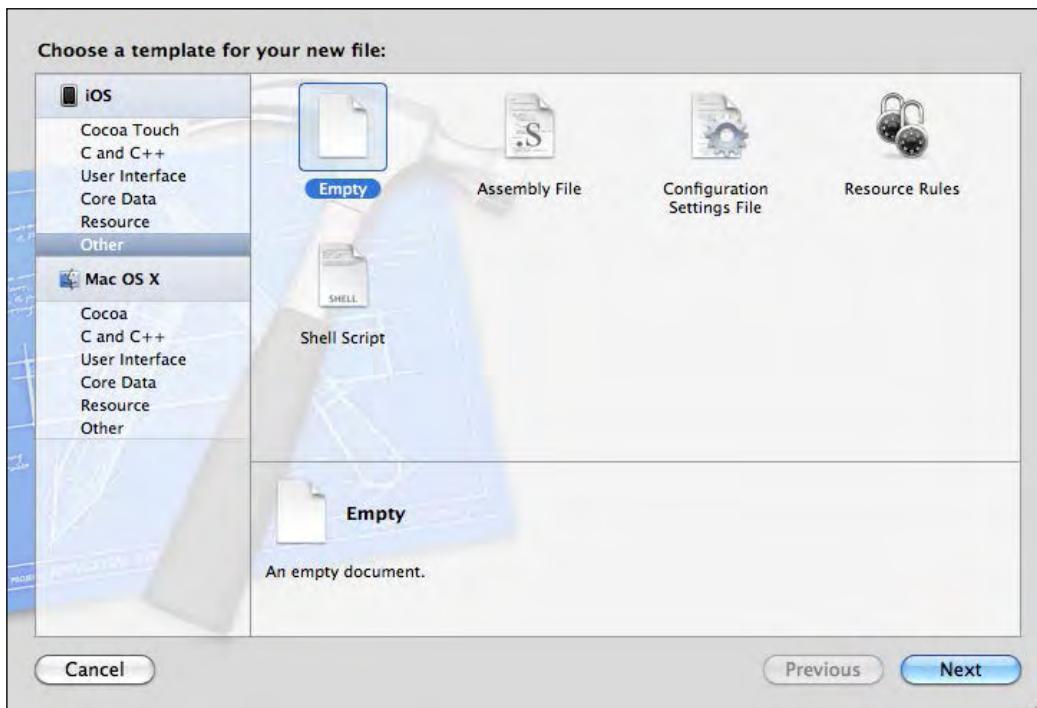 Choose a template for your new file:
iOS
Cocoa Touch
C and C++
User Interface
Core Data
Resource
Other
Mac OS X
Cocoa
C and C++
User Interface
Core Data
Resource
Other
Empty
.S
Assembly File
Configuration
Settings File
Resource Rules
SHELL
Shell Script
Empty
An empty document.
Cancel
Previous
Next